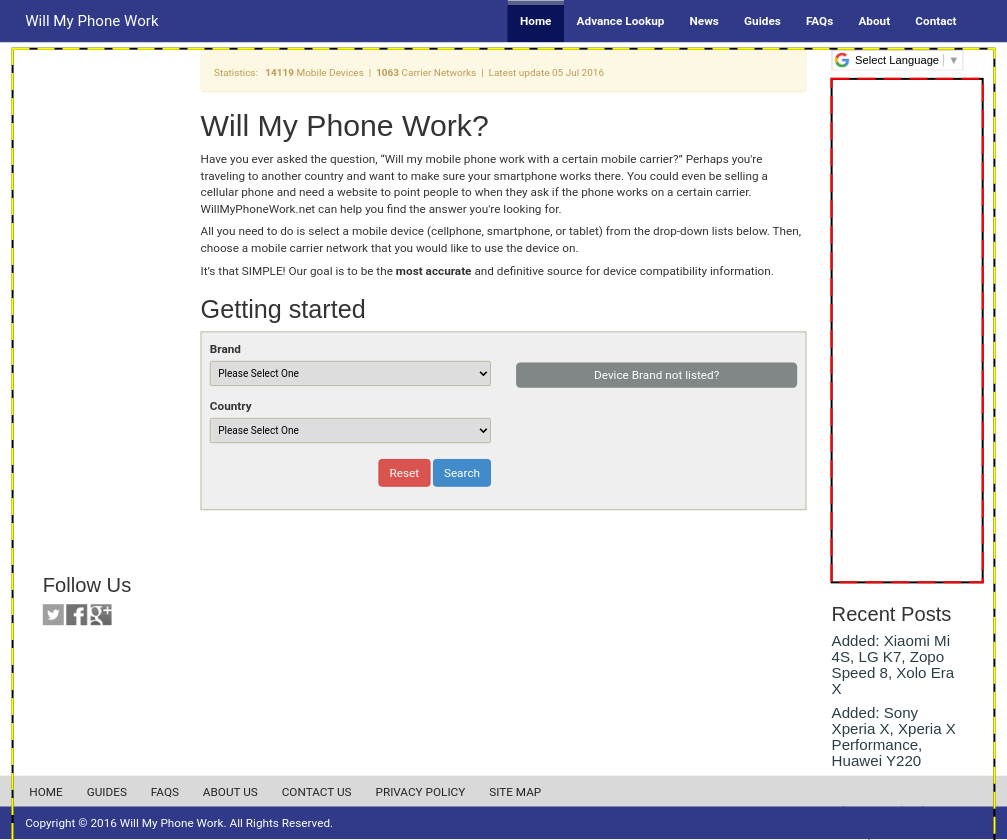 Will My Phone Work
Home Advance Lookup News Guides FAQs About Contact
Statistics: 14119 Mobile Devices | 1063 Carrier Networks | Latest update 05 Jul 2016
Select Language ▼
Will My Phone Work?
Have you ever asked the question, “Will my mobile phone work with a certain mobile carrier?” Perhaps you're
traveling to another country and want to make sure your smartphone works there. You could even be selling a
cellular phone and need a website to point people to when they ask if the phone works on a certain carrier.
WillMyPhoneWork.net can help you find the answer you're looking for.
All you need to do is select a mobile device (cellphone, smartphone, or tablet) from the drop-down lists below. Then,
choose a mobile carrier network that you would like to use the device on.
It's that SIMPLE! Our goal is to be the most accurate and definitive source for device compatibility information.
Getting started
Brand
Please Select One
Device Brand not listed?
Country
Please Select One
Reset Search
Follow Us
Recent Posts
Added: Xiaomi Mi
4S, LG K7, Zopo
Speed 8, Xolo Era
X
Added: Sony
Xperia X, Xperia X
Performance,
Huawei Y220
HOME GUIDES FAQS ABOUT US CONTACT US PRIVACY POLICY SITE MAP
Copyright © 2016 Will My Phone Work. All Rights Reserved.